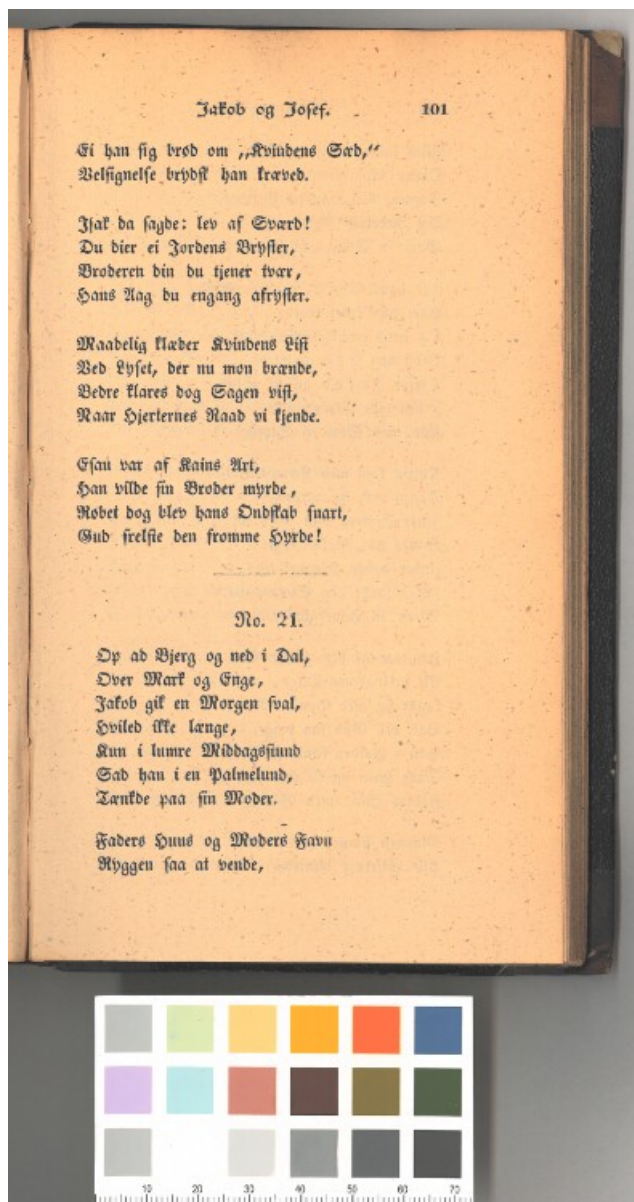 Jakob og Josef. 101
Ei han sig brød om „Kvindens Sæd,“
Velsignelse brydsk han kræved.
Isak da sagde: lev af Sværd!
Du dier ei Jordens Bryster,
Broderen din du tjener tvær,
Hans Aag du engang afryster.
Maadelig klæder Kvindens List
Ved Lyset, der nu mon brænde,
Bedre klares dog Sagen vist,
Naar Hjerternes Raad vi kjende.
Esau var af Kains Art,
Han vilde sin Broder myrde,
Røbet dog blev hans Ondskab snart,
Gud frelste den fromme Hyrde!
No. 21.
Op ad Bjerg og ned i Dal,
Over Mark og Enge,
Jakob gik en Morgen sval,
Hviled ikke længe,
Kun i lumre Middagsstund
Sad han i en Palmelund,
Tænkde paa sin Moder.
Faders Huus og Moders Favn
Ryggen saa at vende,
10 20 30 40 50 60 70